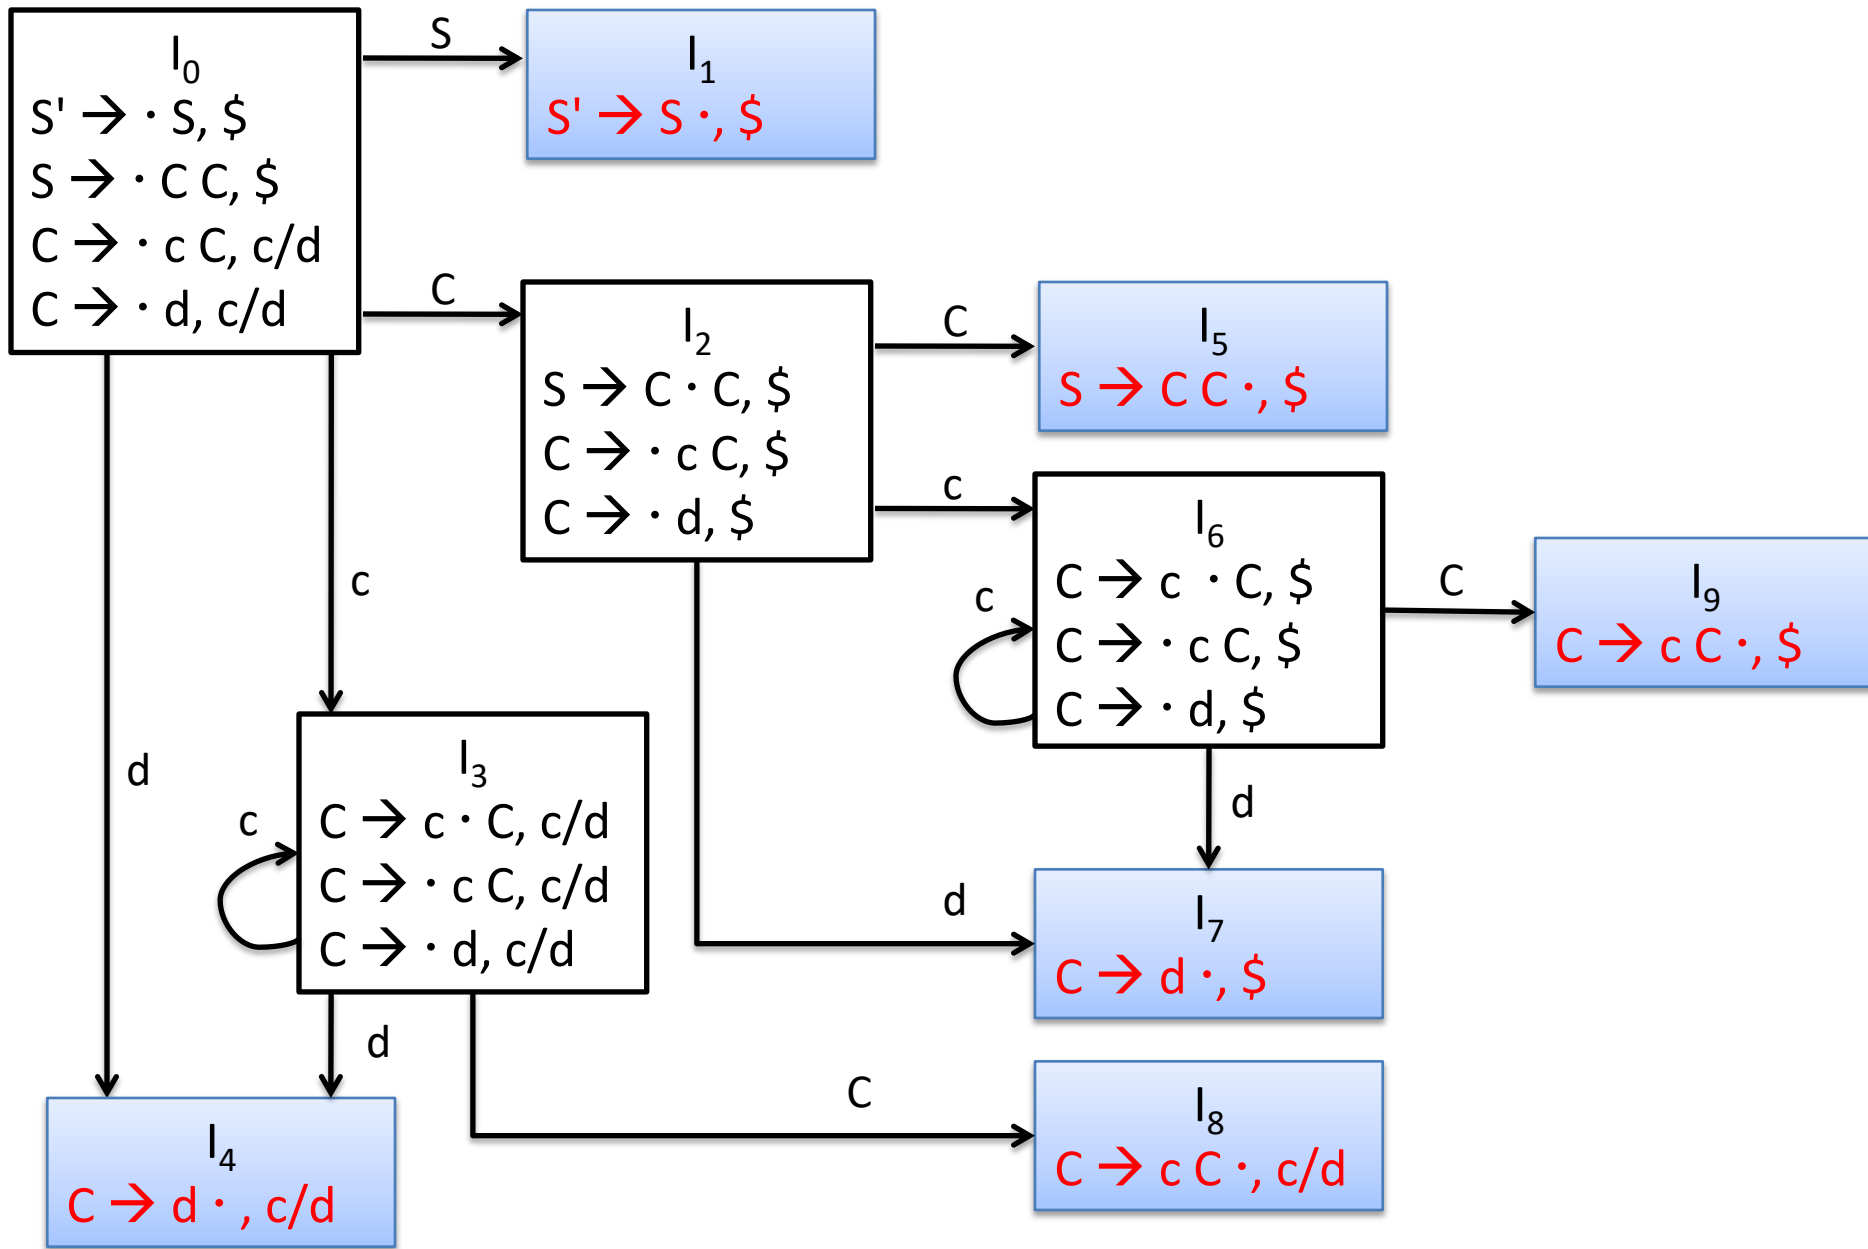 I₀
S' → · S, $
S → · C C, $
C → · c C, c/d
C → · d, c/d
S
I₁
S' → S ·, $
C
I₂
S → C · C, $
C → · c C, $
C → · d, $
C
I₅
S → C C ·, $
c
I₆
C → c · C, $
C → · c C, $
C → · d, $
c
C
I₉
C → c C ·, $
c
d
I₃
C → c · C, c/d
C → · c C, c/d
C → · d, c/d
c
d
d
I₇
C → d ·, $
d
C
I₈
C → c C ·, c/d
I₄
C → d · , c/d